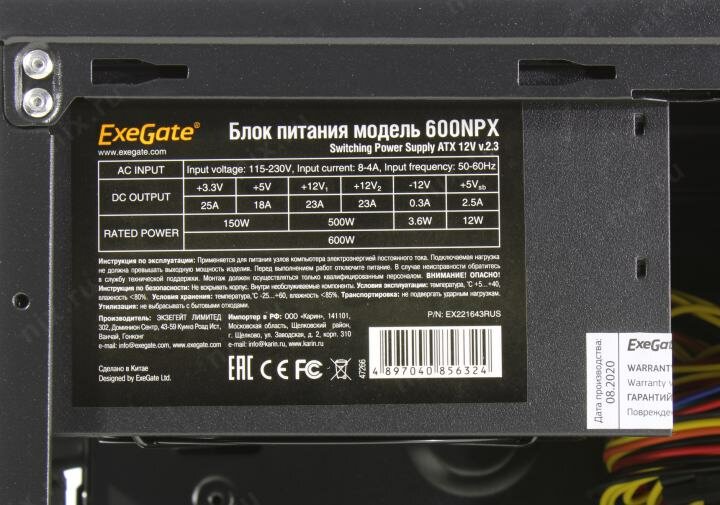 ExeGate®
www.exegate.com
Блок питания модель 600NPX
Switching Power Supply ATX 12V v.2.3
AC INPUT Input voltage: 115-230V, Input current: 8-4A, Input frequency: 50-60Hz
DC OUTPUT +3.3V +5V +12V1 +12V2 -12V +5Vsb
25A 18A 23A 23A 0.3A 2.5A
RATED POWER 150W 500W 3.6W 12W
600W
Инструкция по эксплуатации: Применяется для питания узлов компьютера электроэнергией постоянного тока. Подключаемая нагрузка
не должна превышать выходную мощность изделия. Перед выполнением работ отключите питание. В случае неисправности обратитесь
в службу технической поддержки. Монтаж должен осуществляться только квалифицированным персоналом. ВНИМАНИЕ! ОПАСНО!
Инструкция по безопасности: Не вскрывать корпус. Внутри необслуживаемые компоненты. Условия эксплуатации: температура,°С +5...+40,
влажность <80%. Условия хранения: температура,°С -25...+60, влажность <85%. Транспортировка: не подвергать ударным нагрузкам.
Утилизация: не выбрасывать с бытовыми отходами.
Производитель: ЭКЗЕГЕЙТ ЛИМИТЕД
302, Доминион Сентер, 43-59 Куинз Роад Ист,
Ванчай, Гонконг
e-mail: info@exegate.com, www.exegate.com
Импортер в РФ: ООО «Карин», 141101,
Московская область, Щелковский район,
г. Щелково, ул. Заводская, д. 2, корп. 310
e-mail: info@karin.ru, www.karin.ru
P/N: EX221643RUS
Сделано в Китае
Designed by ExeGate Ltd.
EAC CE FC
47266
4 897040 856324
Дата производства:
08.2020
ExeGat
WARRANT
Warranty v
ГАРАНТИЙ
Поврежде